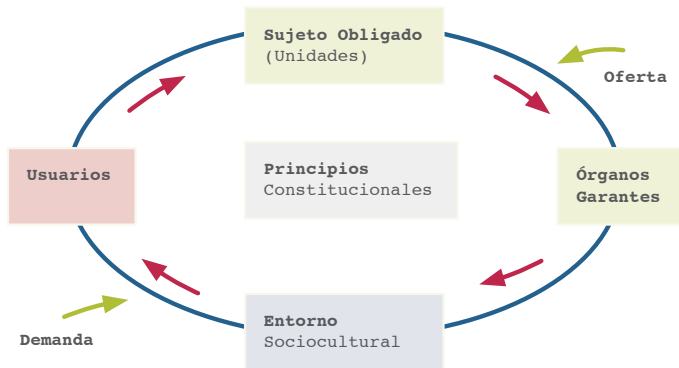 Sujeto Obligado
(Unidades)
Oferta
Usuarios
Principios
Constitucionales
Órganos
Garantes
Entorno
Sociocultural
Demanda